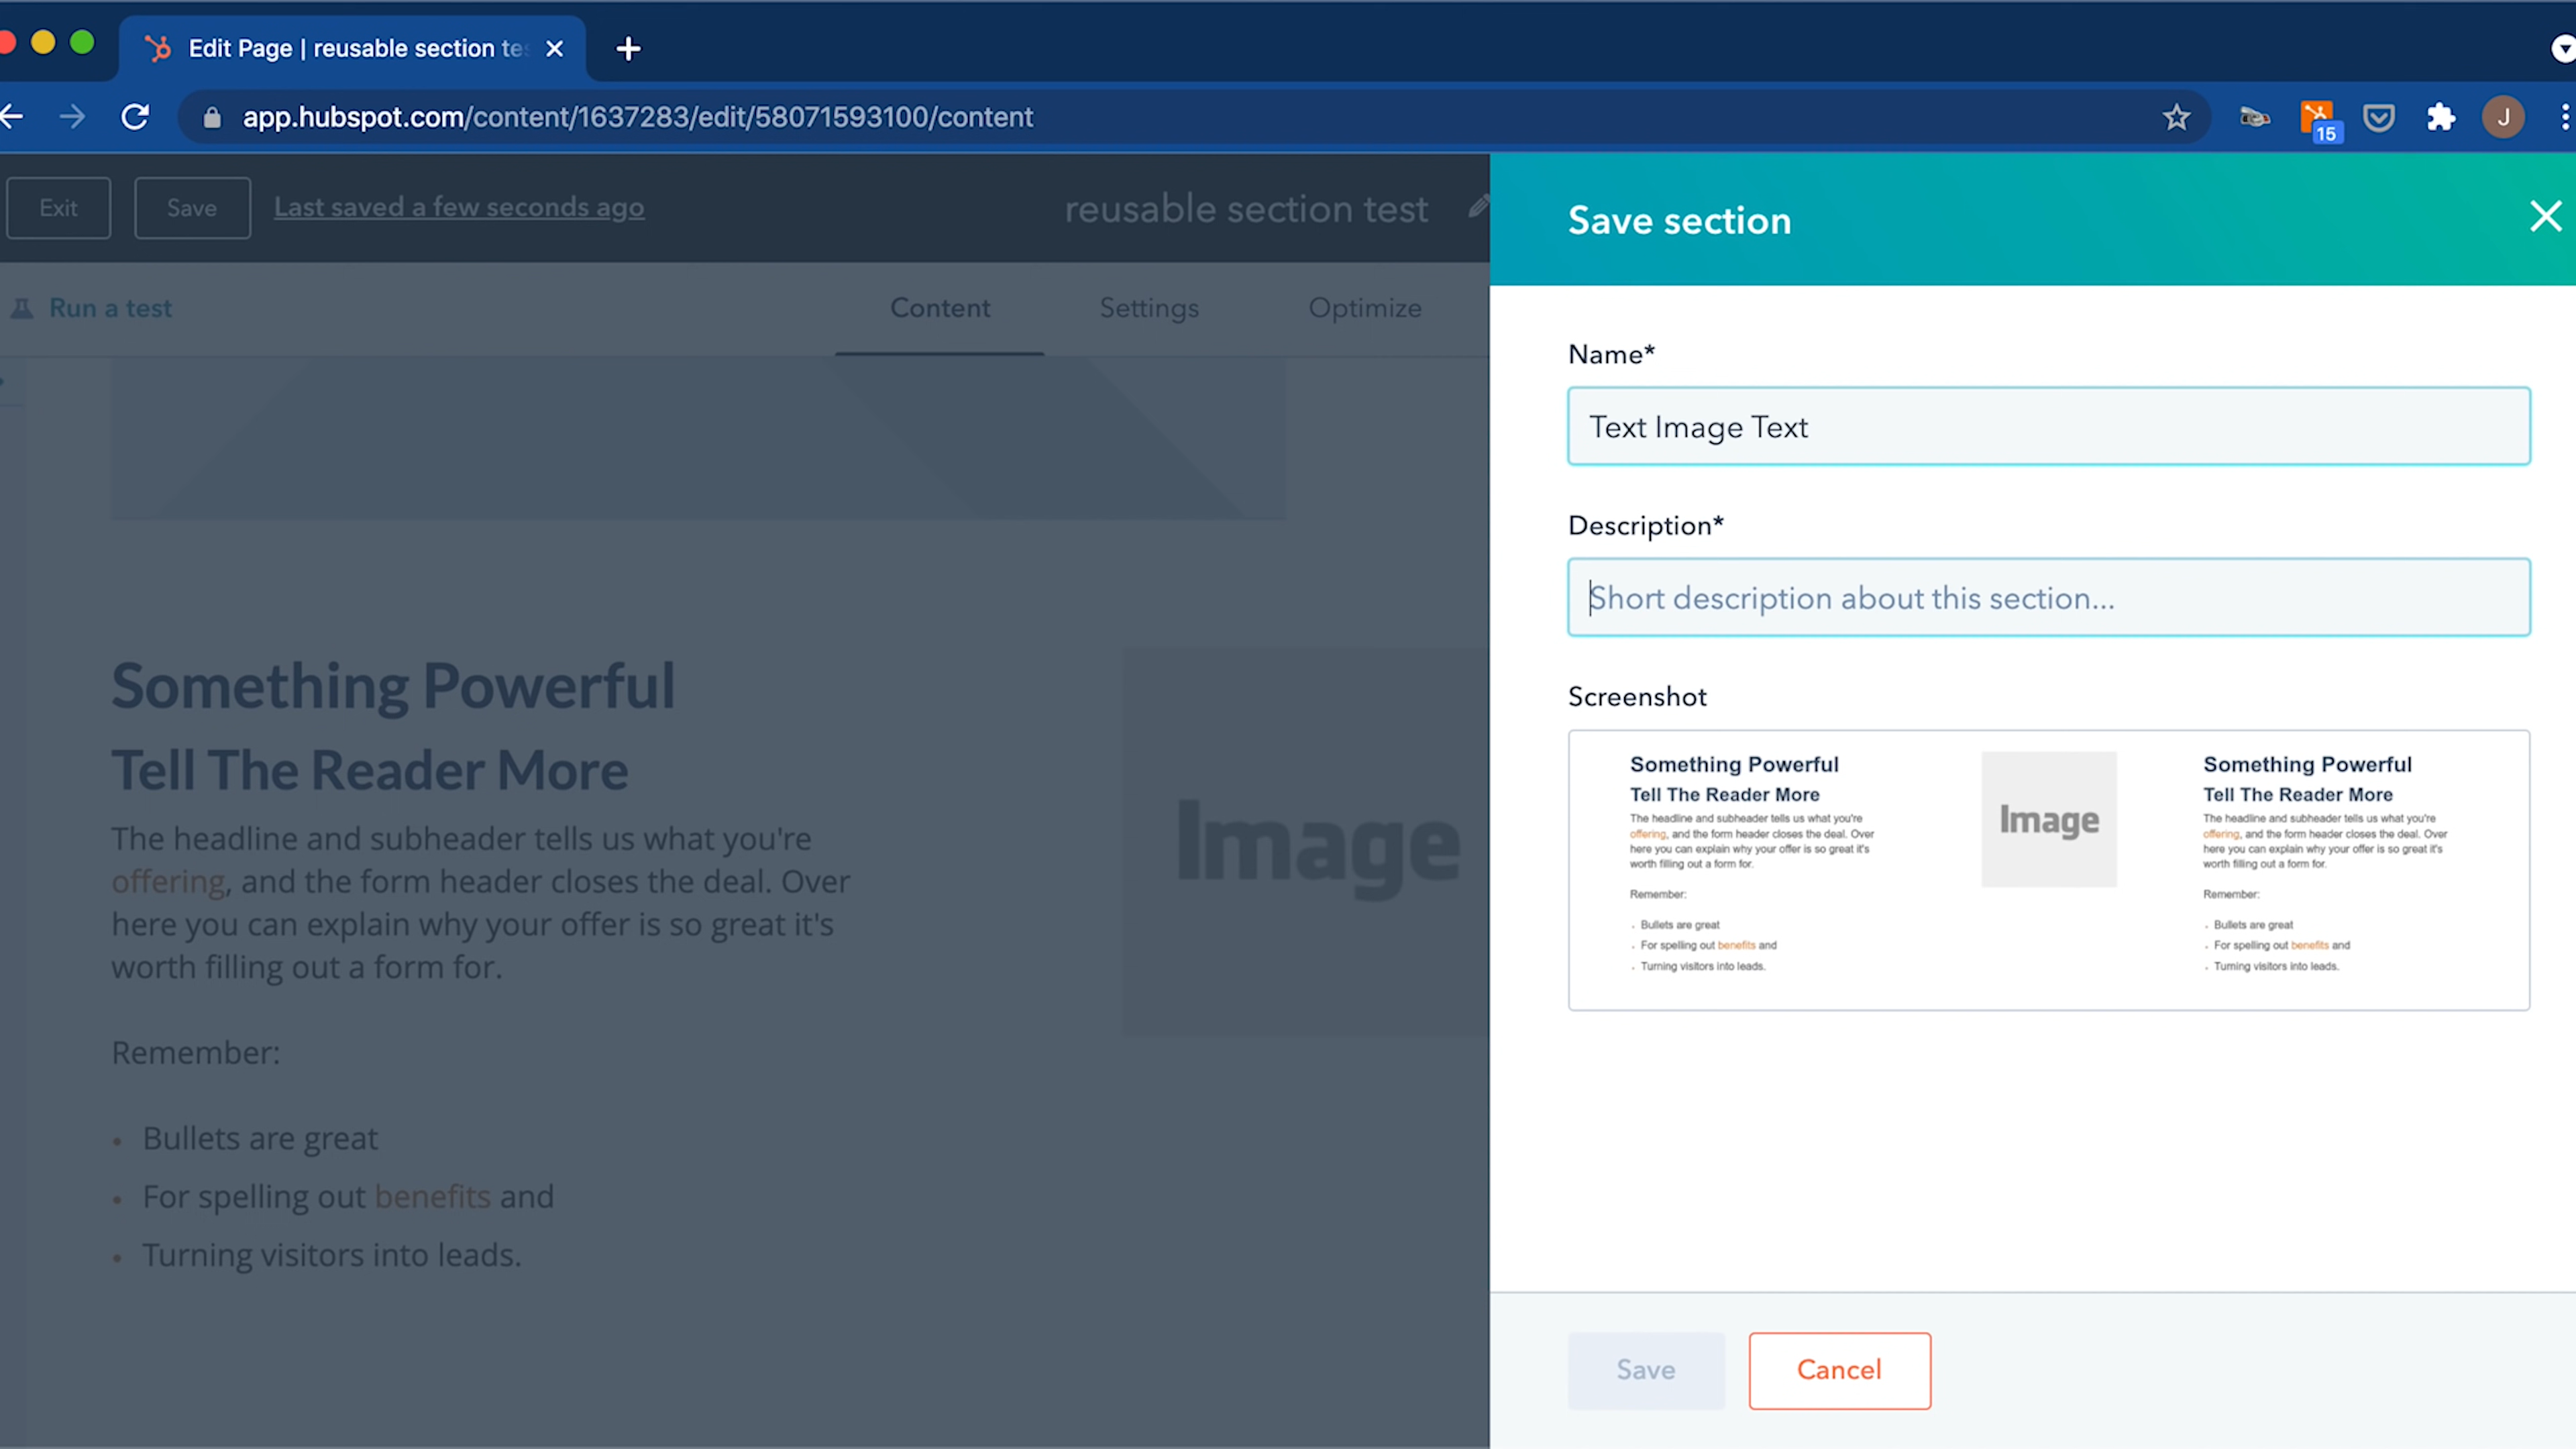 Edit Page | reusable section te
app.hubspot.com/content/1637283/edit/58071593100/content
15
J
Exit
Save
Last saved a few seconds ago
reusable section test
Run a test
Content
Settings
Optimize
Something Powerful
Tell The Reader More
The headline and subheader tells us what you're
offering, and the form header closes the deal. Over
here you can explain why your offer is so great it's
worth filling out a form for.
Remember:
• Bullets are great
• For spelling out benefits and
• Turning visitors into leads.
Image
Save section
Name*
Text Image Text
Description*
Short description about this section...
Screenshot
Something Powerful
Tell The Reader More
The headline and subheader tells us what you're
offering, and the form header closes the deal. Over
here you can explain why your offer is so great it's
worth filling out a form for.
Remember:
• Bullets are great
• For spelling out benefits and
• Turning visitors into leads.
Image
Something Powerful
Tell The Reader More
The headline and subheader tells us what you're
offering, and the form header closes the deal. Over
here you can explain why your offer is so great it's
worth filling out a form for.
Remember:
• Bullets are great
• For spelling out benefits and
• Turning visitors into leads.
Save
Cancel